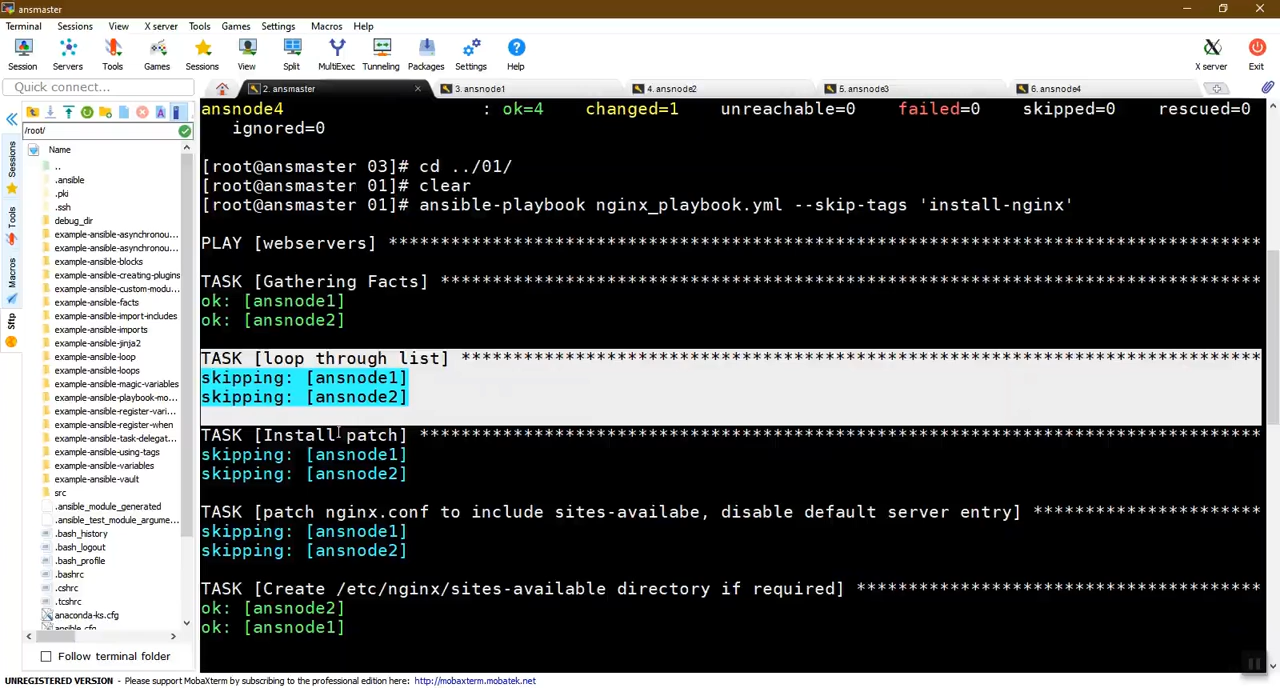 ansmaster
Terminal Sessions View X server Tools Games Settings Macros Help
Session Servers Tools Games Sessions View Split MultiExec Tunneling Packages Settings Help X server Exit
Quick connect...
2. ansmaster 3. ansnode1 4. ansnode2 5. ansnode3 6. ansnode4
/root/
Name
..
.ansible
.pki
.ssh
debug_dir
example-ansible-asynchronou...
example-ansible-asynchronou...
example-ansible-blocks
example-ansible-creating-plugins
example-ansible-custom-modu...
example-ansible-facts
example-ansible-import-includes
example-ansible-imports
example-ansible-jinja2
example-ansible-loop
example-ansible-loops
example-ansible-magic-variables
example-ansible-playbook-mo...
example-ansible-register-vari...
example-ansible-register-when
example-ansible-task-delegat...
example-ansible-using-tags
example-ansible-variables
example-ansible-vault
src
.ansible_module_generated
.ansible_test_module_argume...
.bash_history
.bash_logout
.bash_profile
.bashrc
.cshrc
.tcshrc
anaconda-ks.cfg
ansible.cfg
Follow terminal folder
Sessions
Tools
Macros
Sftp
ansnode4 : ok=4 changed=1 unreachable=0 failed=0 skipped=0 rescued=0
ignored=0
[root@ansmaster 03]# cd ../01/
[root@ansmaster 01]# clear
[root@ansmaster 01]# ansible-playbook nginx_playbook.yml --skip-tags 'install-nginx'
PLAY [webservers] ************************************************************************************
TASK [Gathering Facts] *******************************************************************************
ok: [ansnode1]
ok: [ansnode2]
TASK [loop through list] *****************************************************************************
skipping: [ansnode1]
skipping: [ansnode2]
TASK [Install patch] *********************************************************************************
skipping: [ansnode1]
skipping: [ansnode2]
TASK [patch nginx.conf to include sites-availabe, disable default server entry] **********************
skipping: [ansnode1]
skipping: [ansnode2]
TASK [Create /etc/nginx/sites-available directory if required] ***************************************
ok: [ansnode2]
ok: [ansnode1]
UNREGISTERED VERSION - Please support MobaXterm by subscribing to the professional edition here: http://mobaxterm.mobatek.net